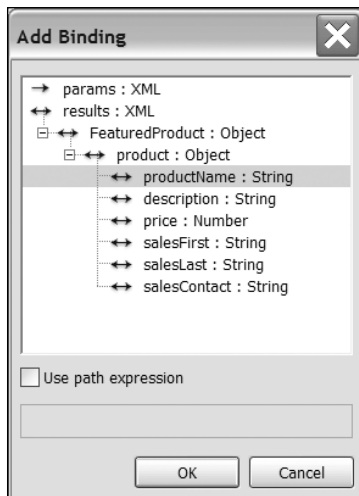 Add Binding
params : XML
results : XML
FeaturedProduct : Object
product : Object
productName : String
description : String
price : Number
salesFirst : String
salesLast : String
salesContact : String
Use path expression
OK
Cancel